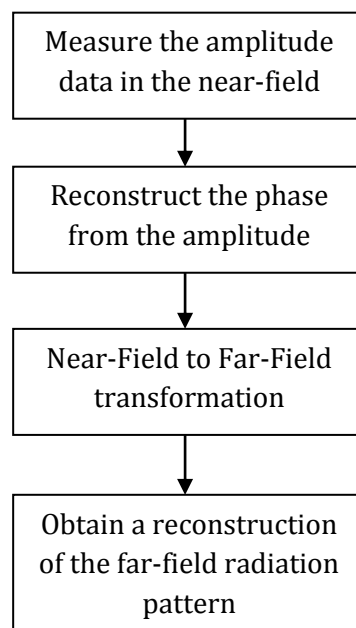 Measure the amplitude
data in the near-field
Reconstruct the phase
from the amplitude
Near-Field to Far-Field
transformation
Obtain a reconstruction
of the far-field radiation
pattern